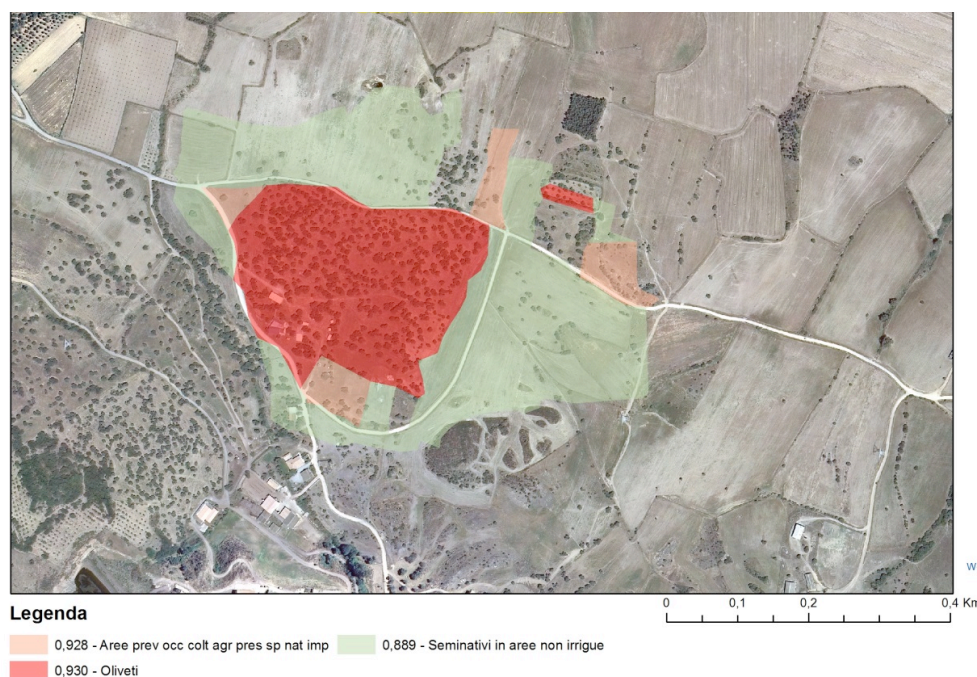 W
Legenda
0 0,1 0,2 0,4 Km
0,928 - Aree prev occ colt agr pres sp nat imp
0,889 - Seminativi in aree non irrigue
0,930 - Oliveti